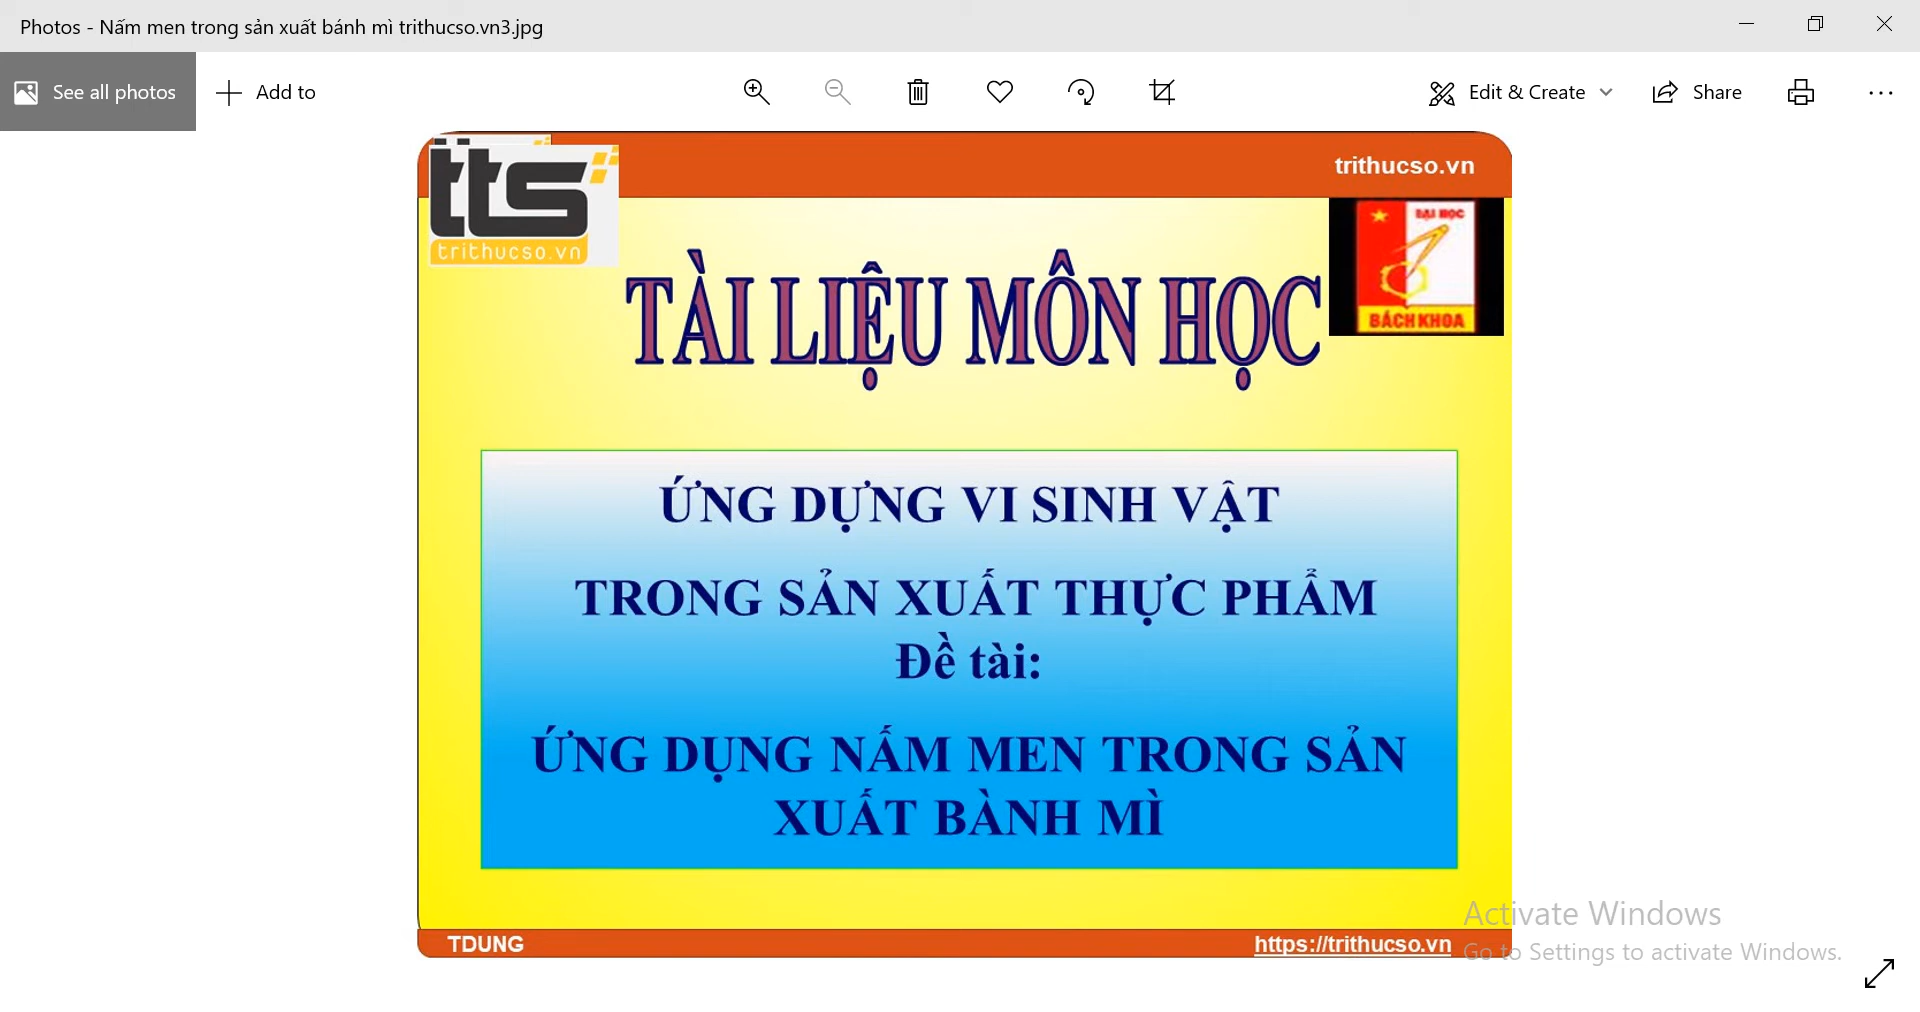 Photos - Nấm men trong sản xuất bánh mì trithucso.vn3.jpg
See all photos
Add to
Edit & Create
Share
tts
trithucso.vn
trithucso.vn
ĐẠI HỌC
BÁCH KHOA
TÀI LIỆU MÔN HỌC
ỨNG DỰNG VI SINH VẬT
TRONG SẢN XUẤT THỰC PHẨM
Đề tài:
ỨNG DỤNG NẤM MEN TRONG SẢN
XUẤT BÀNH MÌ
TDUNG
https://trithucso.vn
Activate Windows
Go to Settings to activate Windows.